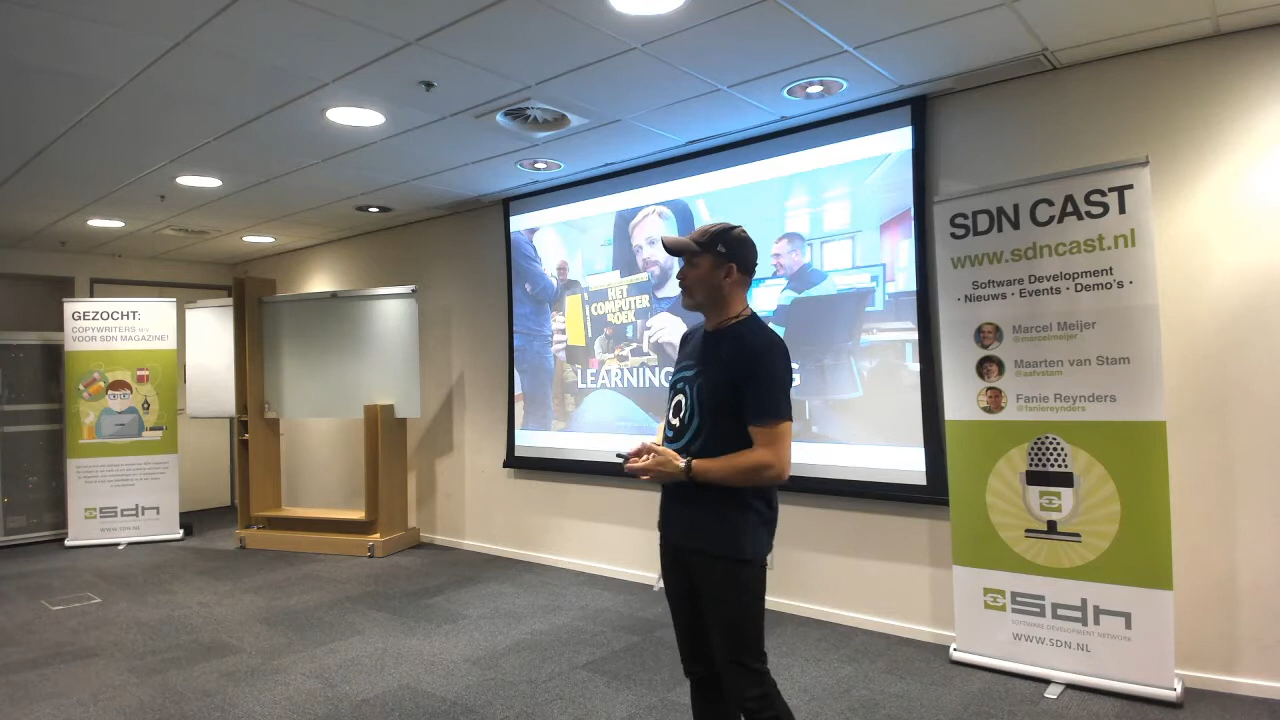 GEZOCHT:
COPYWRITERS M/V
VOOR SDN MAGAZINE!
sdn
WWW.SDN.NL
HET
COMPUTER
BOEK
LEARNING
G
SDN CAST
www.sdncast.nl
Software Development
· Nieuws · Events · Demo's ·
Marcel Meijer
@marcelmeijer
Maarten van Stam
@aafvstam
Fanie Reynders
@faniereynders
sdn
SOFTWARE DEVELOPMENT NETWORK
WWW.SDN.NL